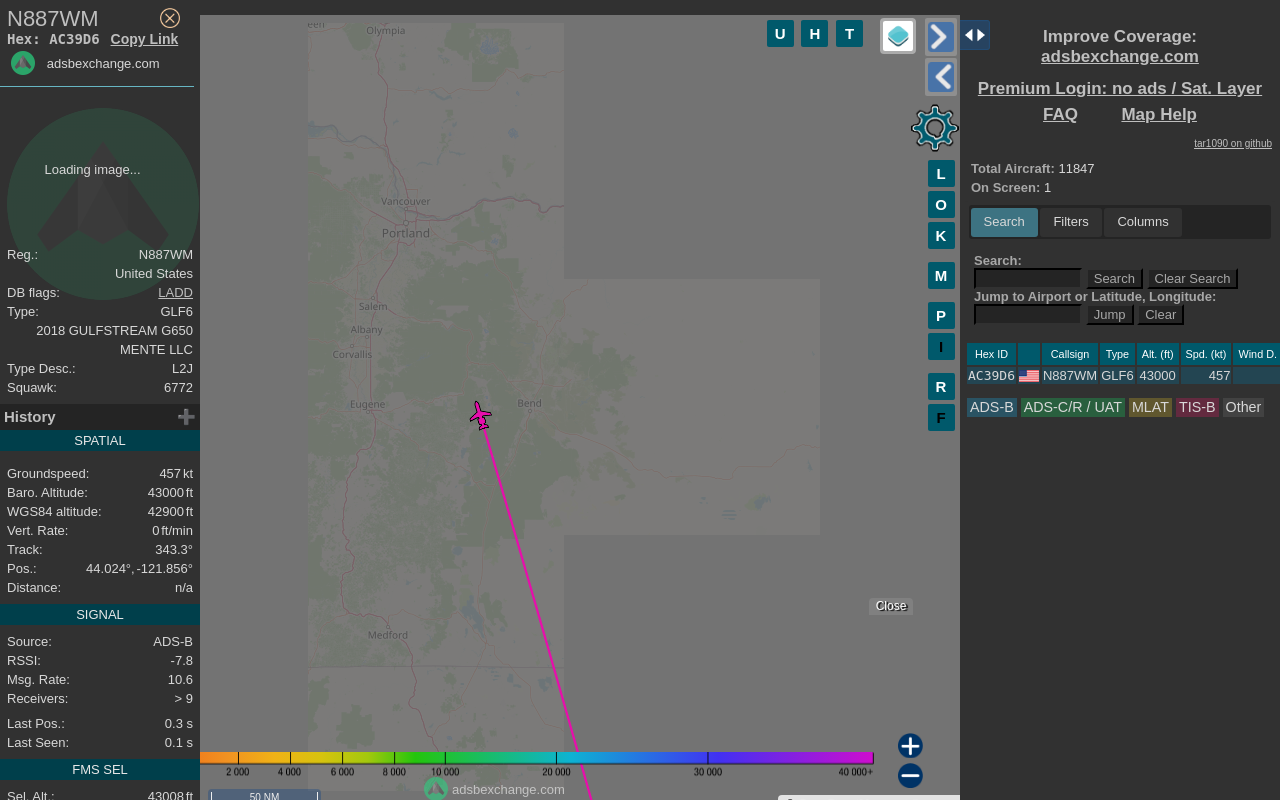 N887WM
Hex: AC39D6 Copy Link
adsbexchange.com
Loading image...
Reg.: N887WM
United States
DB flags: LADD
Type: GLF6
2018 GULFSTREAM G650
MENTE LLC
Type Desc.: L2J
Squawk: 6772
History
SPATIAL
Groundspeed: 457 kt
Baro. Altitude: 43000 ft
WGS84 altitude: 42900 ft
Vert. Rate: 0 ft/min
Track: 343.3°
Pos.: 44.024°, -121.856°
Distance: n/a
SIGNAL
Source: ADS-B
RSSI: -7.8
Msg. Rate: 10.6
Receivers: > 9
Last Pos.: 0.3 s
Last Seen: 0.1 s
FMS SEL
Sel. Alt.: 43008 ft
een
Olympia
Vancouver
Portland
Salem
Albany
Corvallis
Eugene
Bend
Medford
U H T
L
O
K
M
P
I
R
F
Close
2 000 4 000 6 000 8 000 10 000 20 000 30 000 40 000+
50 NM
adsbexchange.com
Improve Coverage:
adsbexchange.com
Premium Login: no ads / Sat. Layer
FAQ Map Help
tar1090 on github
Total Aircraft: 11847
On Screen: 1
Search Filters Columns
Search:
Search Clear Search
Jump to Airport or Latitude, Longitude:
Jump Clear
Hex ID Callsign Type Alt. (ft) Spd. (kt) Wind D.
AC39D6 N887WM GLF6 43000 457
ADS-B ADS-C/R / UAT MLAT TIS-B Other